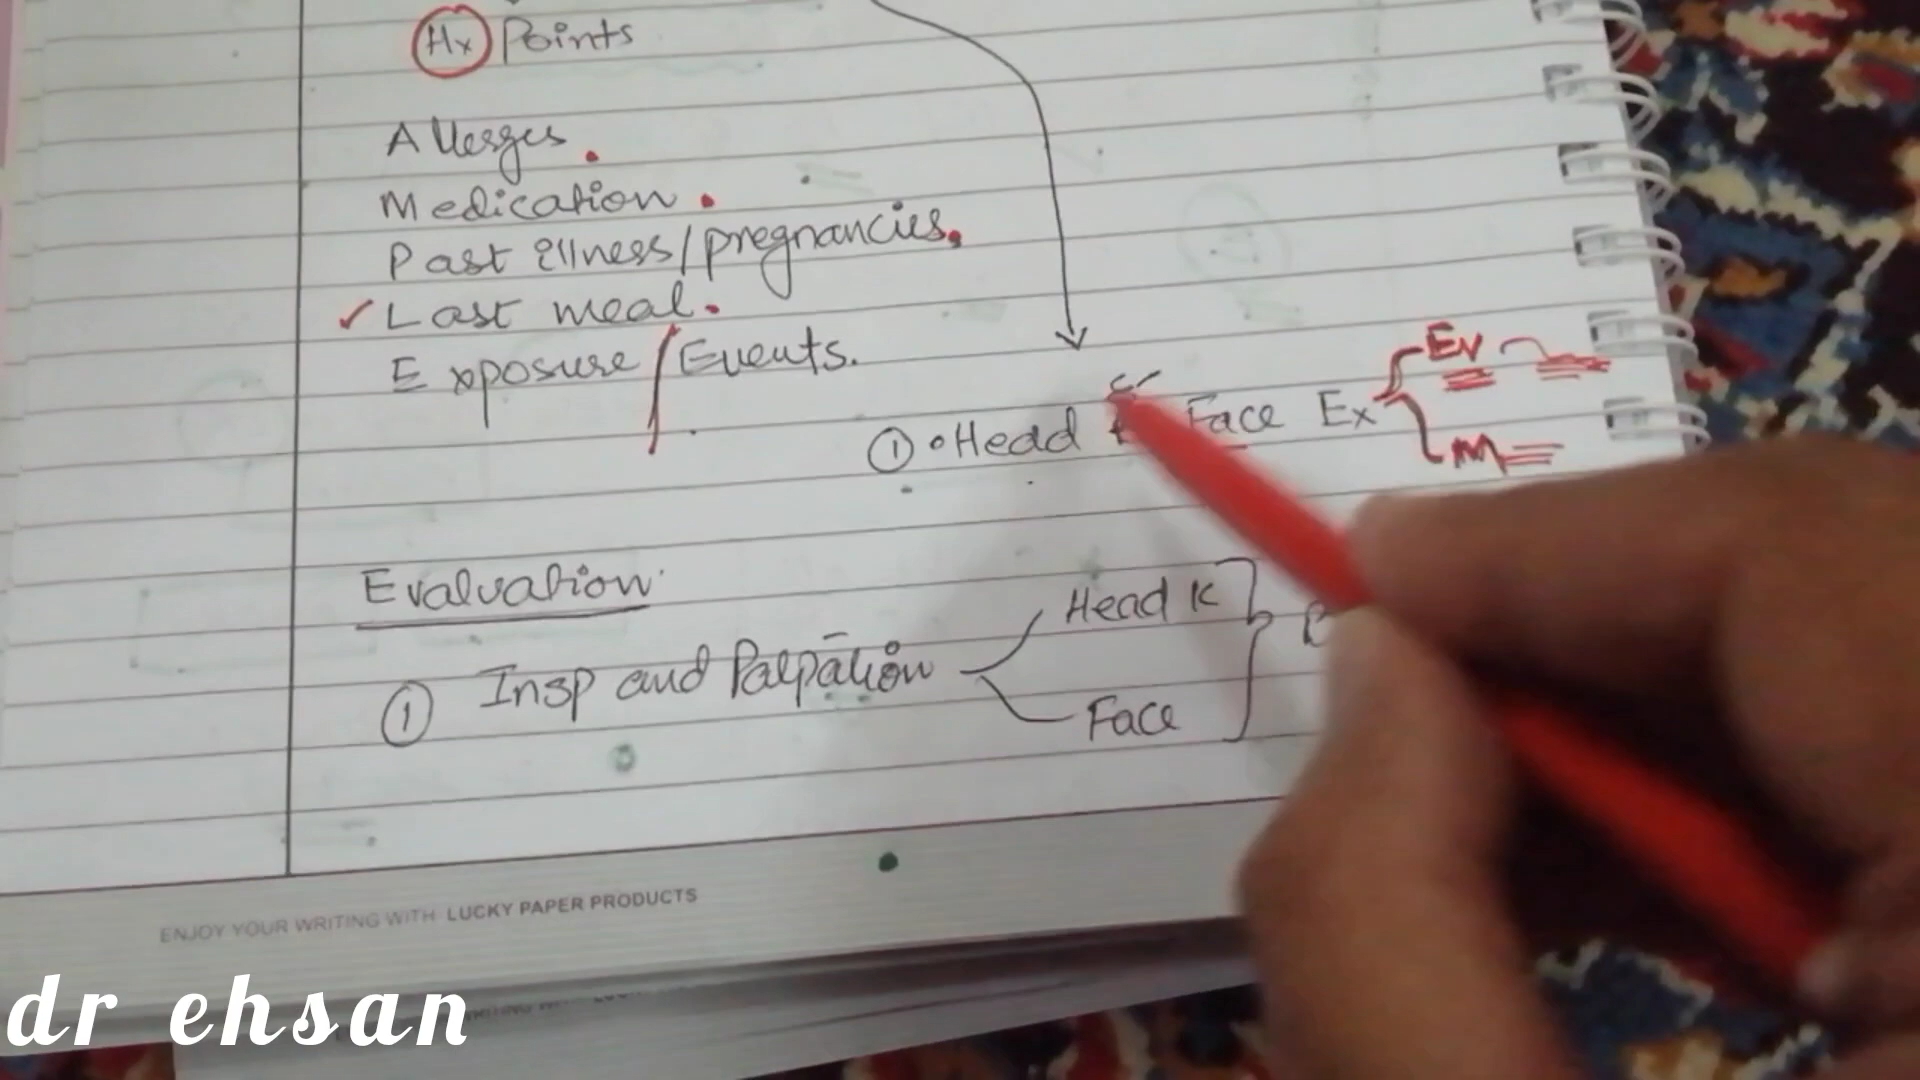 Hx Points
Allerges.
Medication.
Past illness/pregnancies.
✓ Last meal.
Exposure/Events.
① • Head Face Ex Ev
M
Evaluation
① Insp and Palpation
Head
Face
ENJOY YOUR WRITING WITH LUCKY PAPER PRODUCTS
dr ehsan